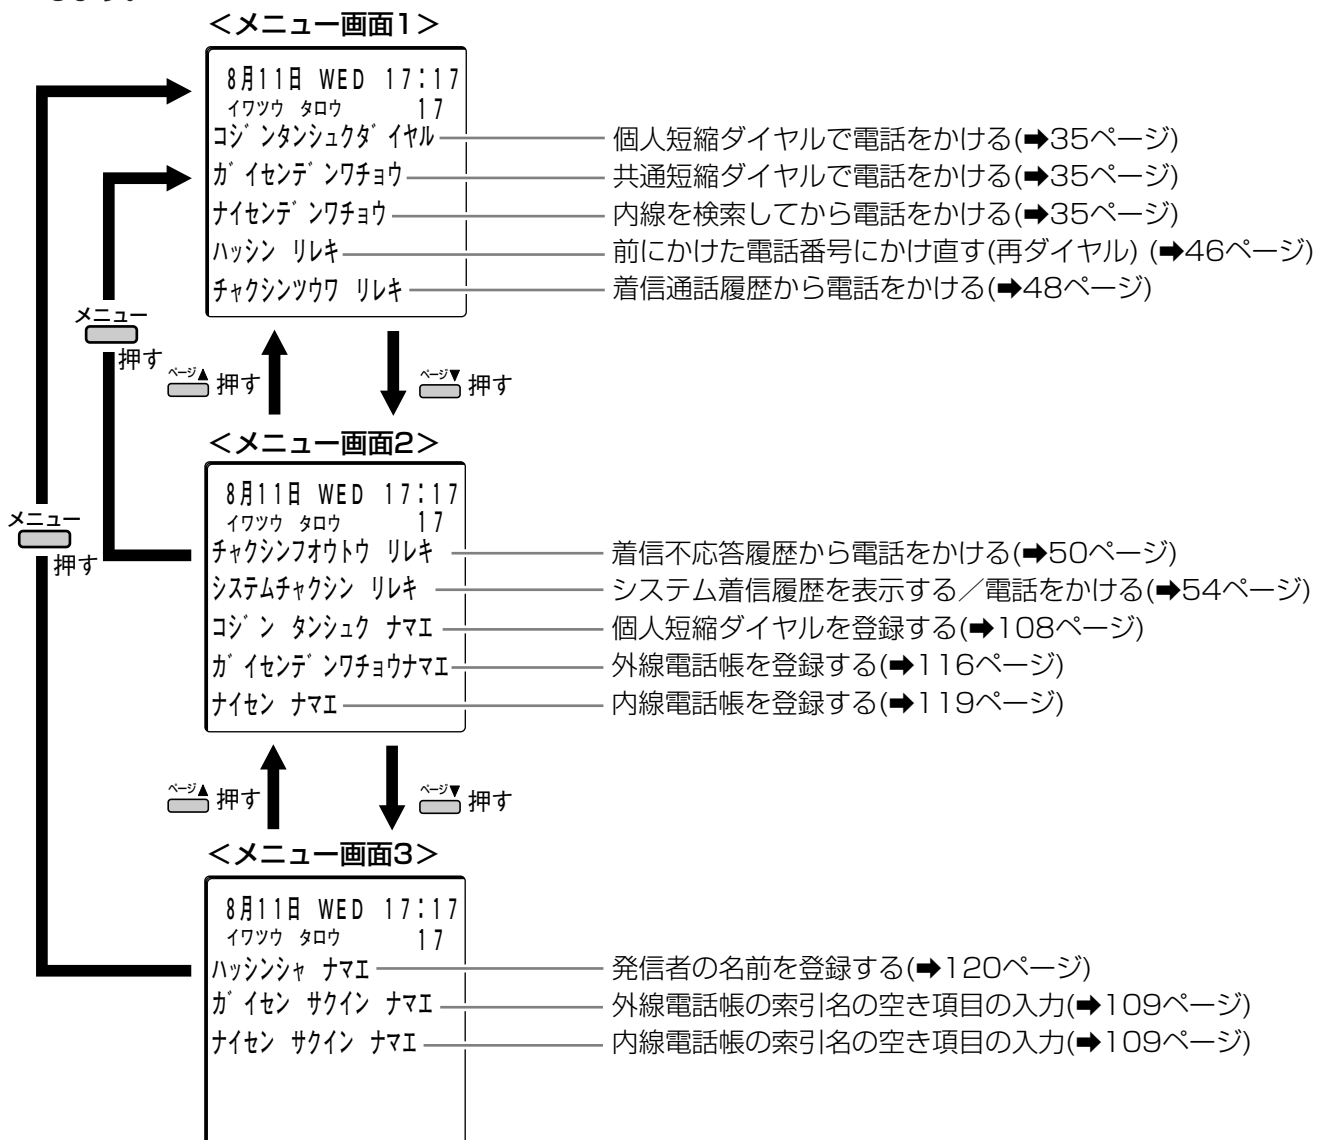 <メニュー画面1>
8月11日 WED 17:17
イワツウ タロウ 17
コジンタンシュクダイヤル 個人短縮ダイヤルで電話をかける(➡35ページ)
ガイセンデンワチョウ 共通短縮ダイヤルで電話をかける(➡35ページ)
ナイセンデンワチョウ 内線を検索してから電話をかける(➡35ページ)
ハッシン リレキ 前にかけた電話番号にかけ直す(再ダイヤル) (➡46ページ)
チャクシンツウワ リレキ 着信通話履歴から電話をかける(➡48ページ)
メニュー
押す
ページ▲ 押す
ページ▼ 押す
<メニュー画面2>
8月11日 WED 17:17
イワツウ タロウ 17
チャクシンフオウトウ リレキ 着信不応答履歴から電話をかける(➡50ページ)
システムチャクシン リレキ システム着信履歴を表示する/電話をかける(➡54ページ)
コジン タンシュク ナマエ 個人短縮ダイヤルを登録する(➡108ページ)
ガイセンデンワチョウナマエ 外線電話帳を登録する(➡116ページ)
ナイセン ナマエ 内線電話帳を登録する(➡119ページ)
メニュー
押す
ページ▲ 押す
ページ▼ 押す
<メニュー画面3>
8月11日 WED 17:17
イワツウ タロウ 17
ハッシンシャ ナマエ 発信者の名前を登録する(➡120ページ)
ガイセン サクイン ナマエ 外線電話帳の索引名の空き項目の入力(➡109ページ)
ナイセン サクイン ナマエ 内線電話帳の索引名の空き項目の入力(➡109ページ)